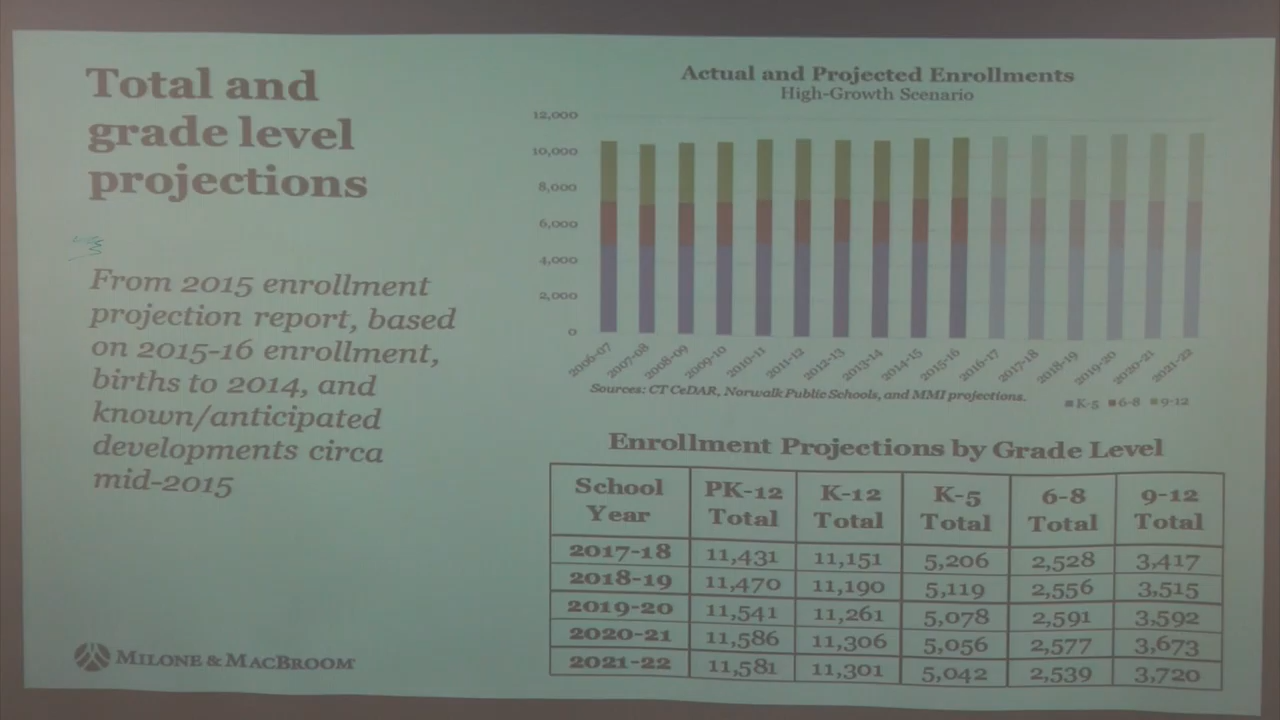 Total and
grade level
projections
From 2015 enrollment
projection report, based
on 2015-16 enrollment,
births to 2014, and
known/anticipated
developments circa
mid-2015
MILONE & MACBROOM
Actual and Projected Enrollments
High-Growth Scenario
12,000
10,000
8,000
6,000
4,000
2,000
0
2006-07 2007-08 2008-09 2009-10 2010-11 2011-12 2012-13 2013-14 2014-15 2015-16 2016-17 2017-18 2018-19 2019-20 2020-21 2021-22
Sources: CT CeDAR, Norwalk Public Schools, and MMI projections.
K-5 6-8 9-12
Enrollment Projections by Grade Level
School Year PK-12 Total K-12 Total K-5 Total 6-8 Total 9-12 Total
2017-18 11,431 11,151 5,206 2,528 3,417
2018-19 11,470 11,190 5,119 2,556 3,515
2019-20 11,541 11,261 5,078 2,591 3,592
2020-21 11,586 11,306 5,056 2,577 3,673
2021-22 11,581 11,301 5,042 2,539 3,720